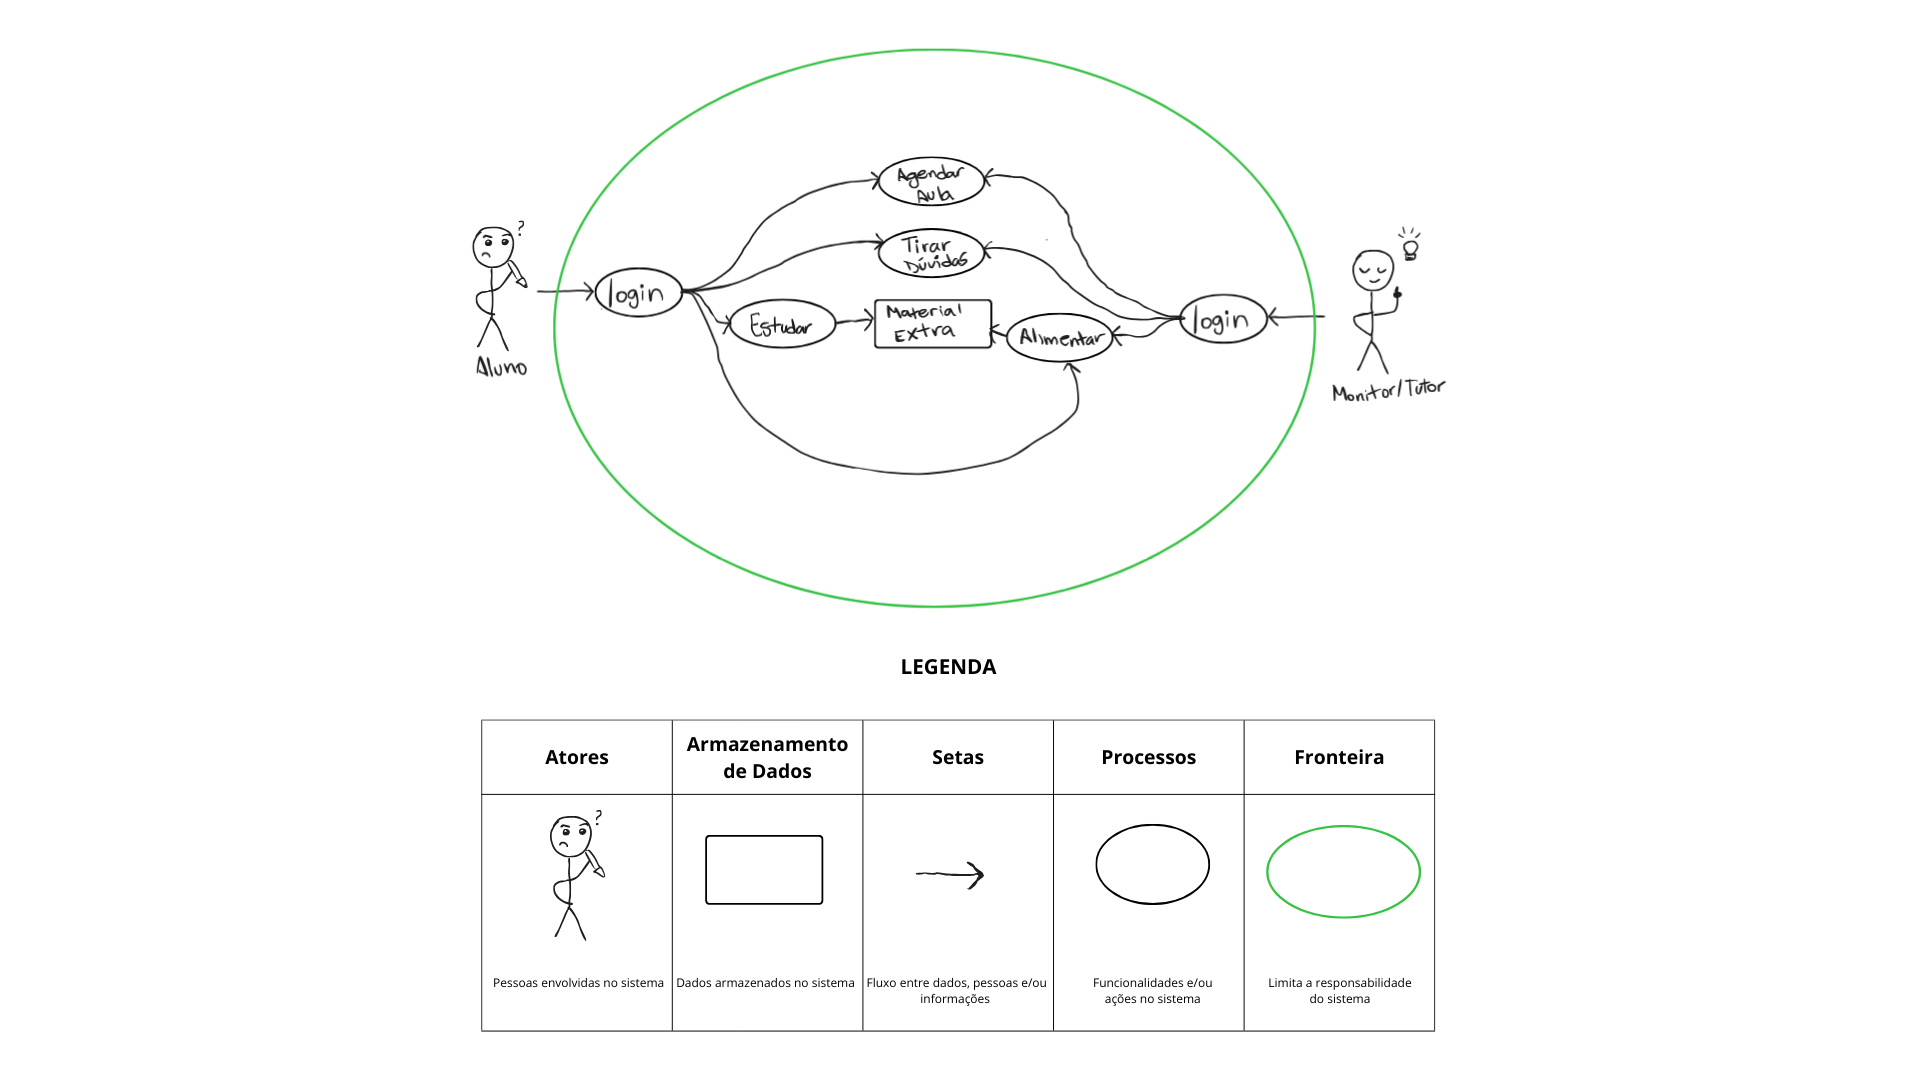 Agendar
Aula
?
Tirar
Dúvidas
login
Estudar
Material
Extra
Alimentar
login
Aluno
Monitor/Tutor
LEGENDA
Atores
Armazenamento
de Dados
Setas
Processos
Fronteira
?
Pessoas envolvidas no sistema
Dados armazenados no sistema
Fluxo entre dados, pessoas e/ou
informações
Funcionalidades e/ou
ações no sistema
Limita a responsabilidade
do sistema